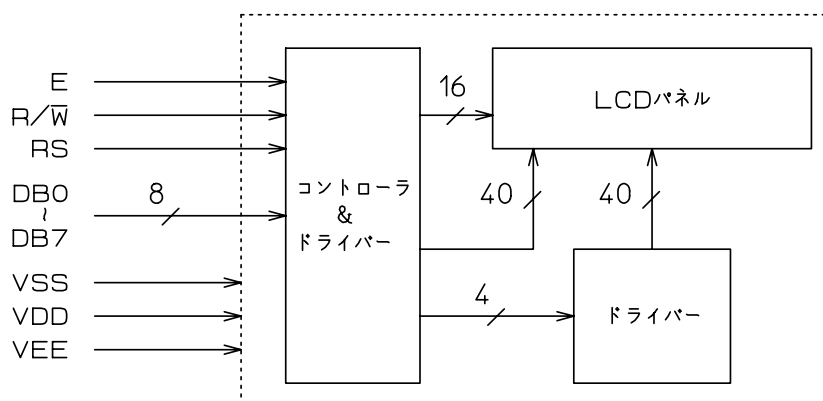 E
R/W̅
RS
DB0
~
DB7
8
VSS
VDD
VEE
コントローラ
&
ドライバー
16
LCDパネル
40
40
4
ドライバー